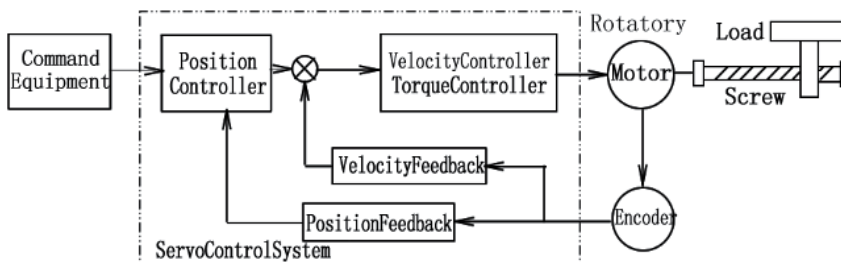 Rotatory
Load
Command
Equipment
Position
Controller
VelocityController
TorqueController
Motor
Screw
VelocityFeedback
PositionFeedback
Encoder
ServoControlSystem